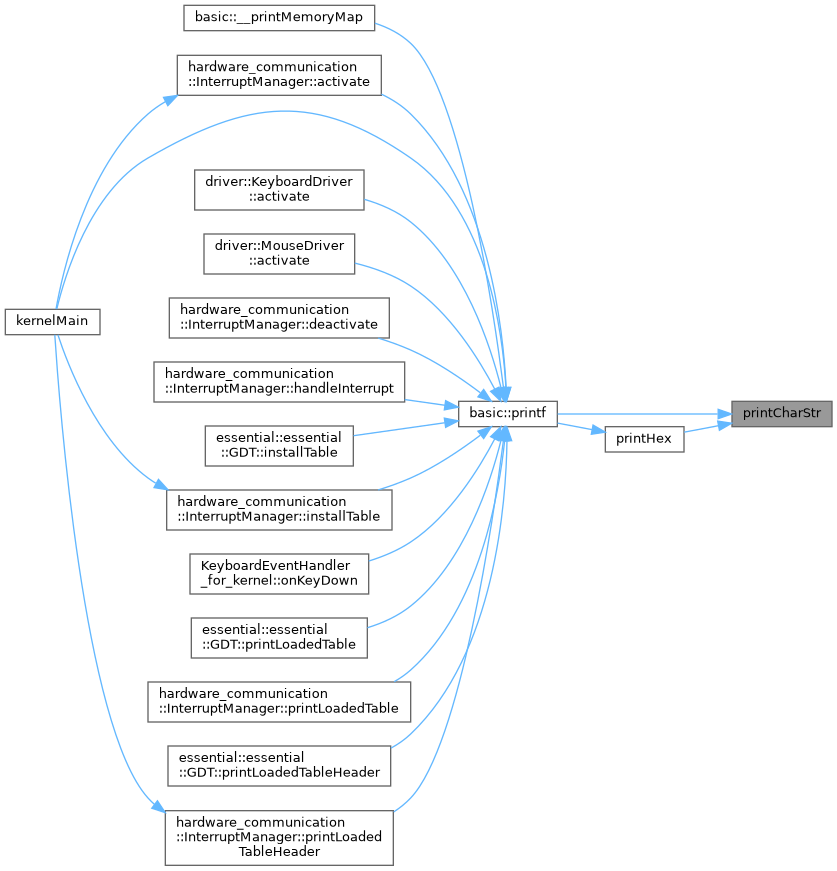 basic::__printMemoryMap
hardware_communication
::InterruptManager::activate
driver::KeyboardDriver
::activate
driver::MouseDriver
::activate
hardware_communication
::InterruptManager::deactivate
kernelMain
hardware_communication
::InterruptManager::handleInterrupt
basic::printf
printCharStr
printHex
essential::essential
::GDT::installTable
hardware_communication
::InterruptManager::installTable
KeyboardEventHandler
_for_kernel::onKeyDown
essential::essential
::GDT::printLoadedTable
hardware_communication
::InterruptManager::printLoadedTable
essential::essential
::GDT::printLoadedTableHeader
hardware_communication
::InterruptManager::printLoaded
TableHeader